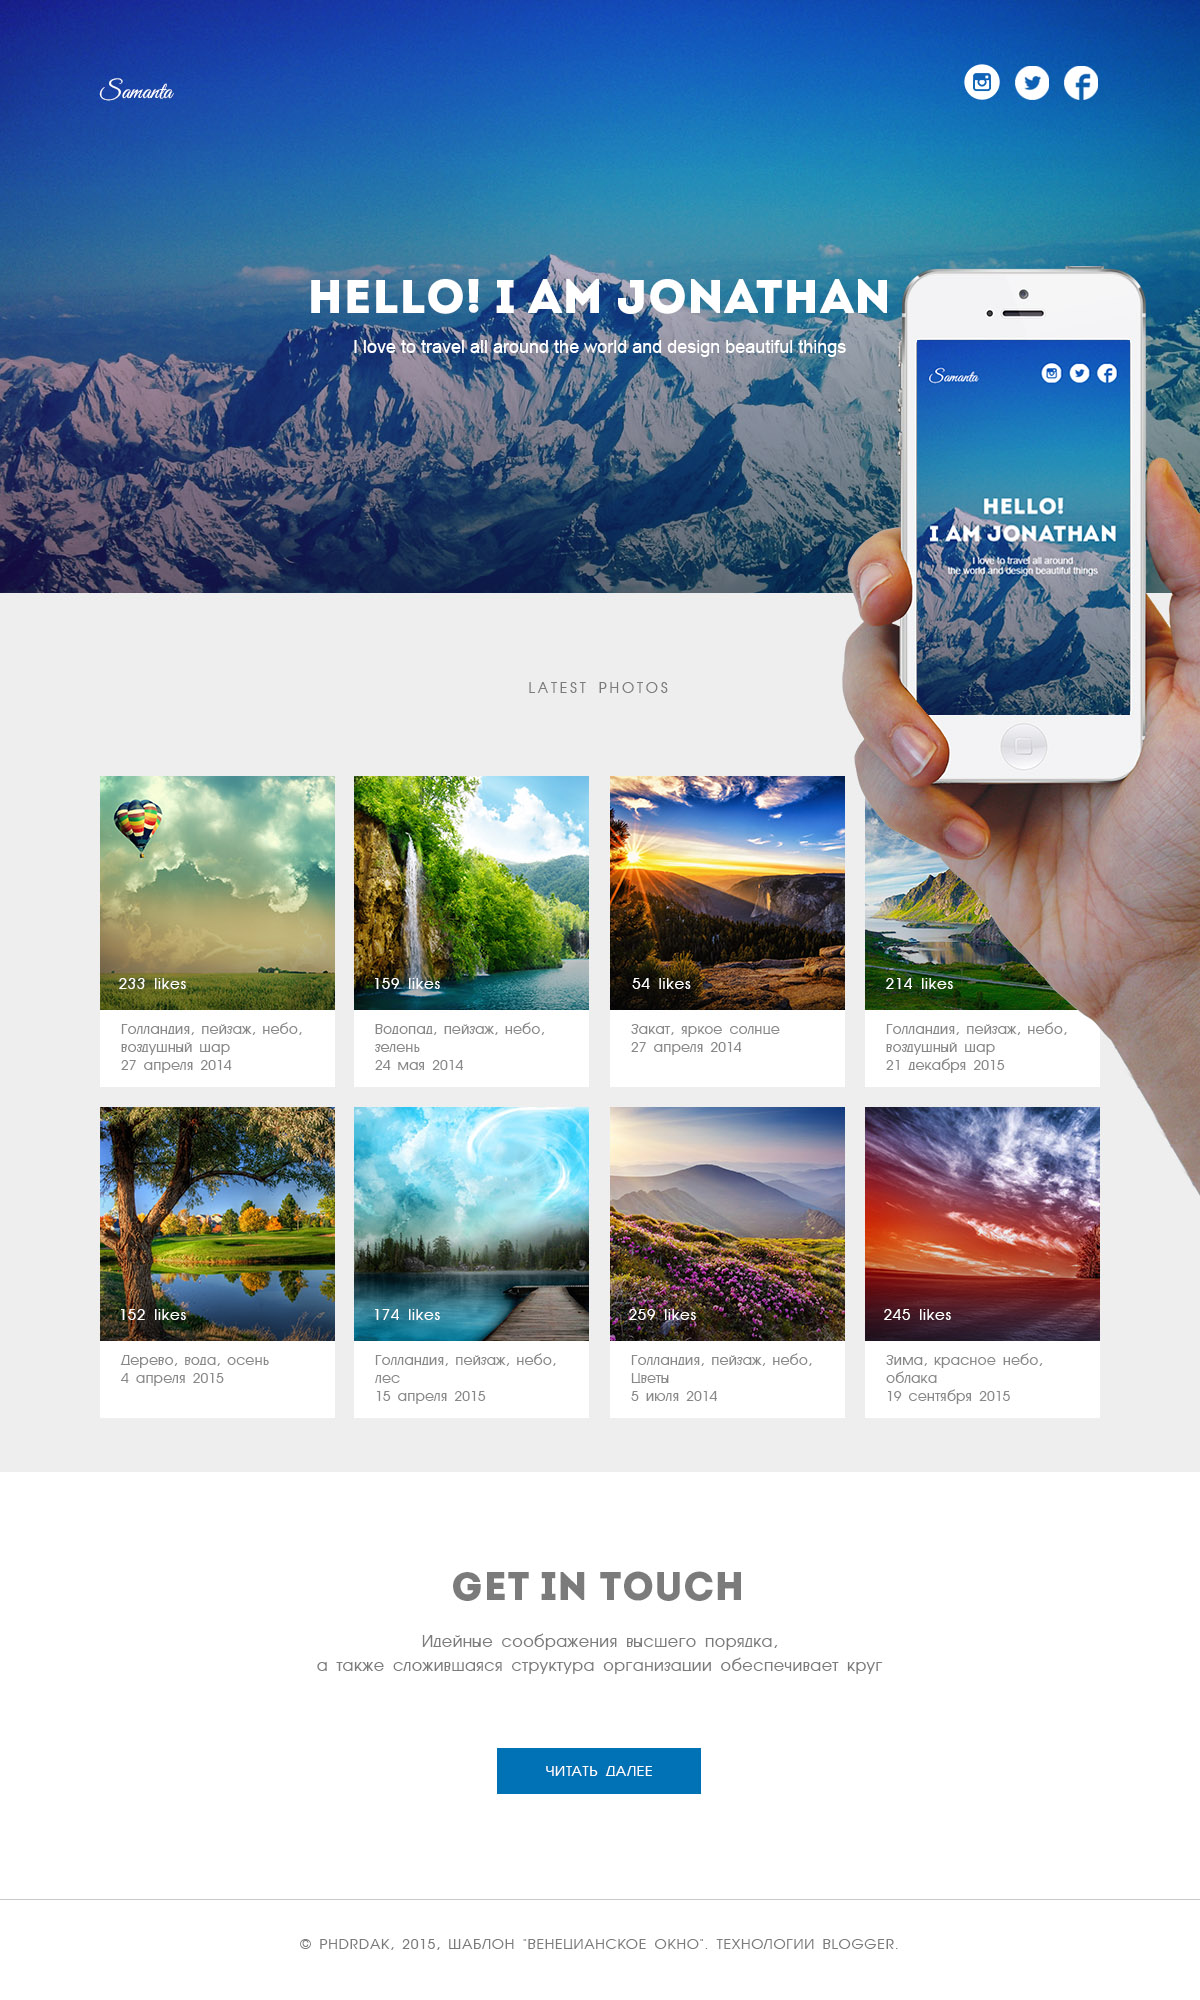 Samanta
HELLO! I AM JONATHAN
I love to travel all around the world and design beautiful things
Samanta
HELLO!
I AM JONATHAN
I love to travel all around
the world and design beautiful things
LATEST PHOTOS
233 likes
Голландия, пейзаж, небо,
воздушный шар
27 апреля 2014
159 likes
Водопад, пейзаж, небо,
зелень
24 мая 2014
54 likes
Закат, яркое солнце
27 апреля 2014
214 likes
Голландия, пейзаж, небо,
воздушный шар
21 декабря 2015
152 likes
Дерево, вода, осень
4 апреля 2015
174 likes
Голландия, пейзаж, небо,
лес
15 апреля 2015
259 likes
Голландия, пейзаж, небо,
Цветы
5 июля 2014
245 likes
Зима, красное небо,
облака
19 сентября 2015
GET IN TOUCH
Идейные соображения высшего порядка,
а также сложившаяся структура организации обеспечивает круг
ЧИТАТЬ ДАЛЕЕ
© PHDRDAK, 2015, ШАБЛОН "ВЕНЕЦИАНСКОЕ ОКНО". ТЕХНОЛОГИИ BLOGGER.